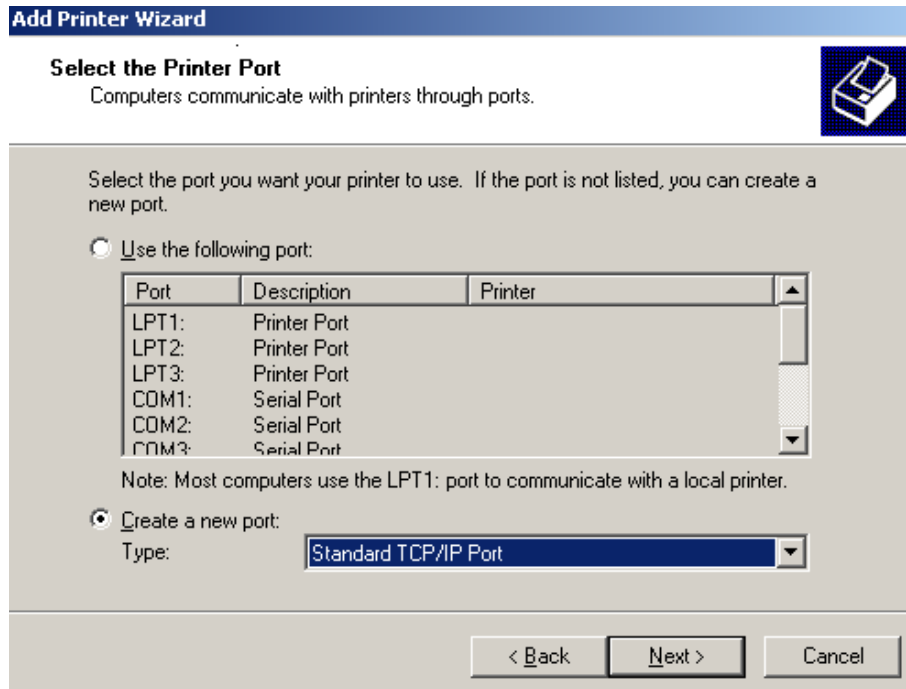 Add Printer Wizard
Select the Printer Port
Computers communicate with printers through ports.
Select the port you want your printer to use. If the port is not listed, you can create a
new port.
Use the following port:
Port Description Printer
LPT1: Printer Port
LPT2: Printer Port
LPT3: Printer Port
COM1: Serial Port
COM2: Serial Port
COM3: Serial Port
Note: Most computers use the LPT1: port to communicate with a local printer.
Create a new port:
Type: Standard TCP/IP Port
< Back Next > Cancel